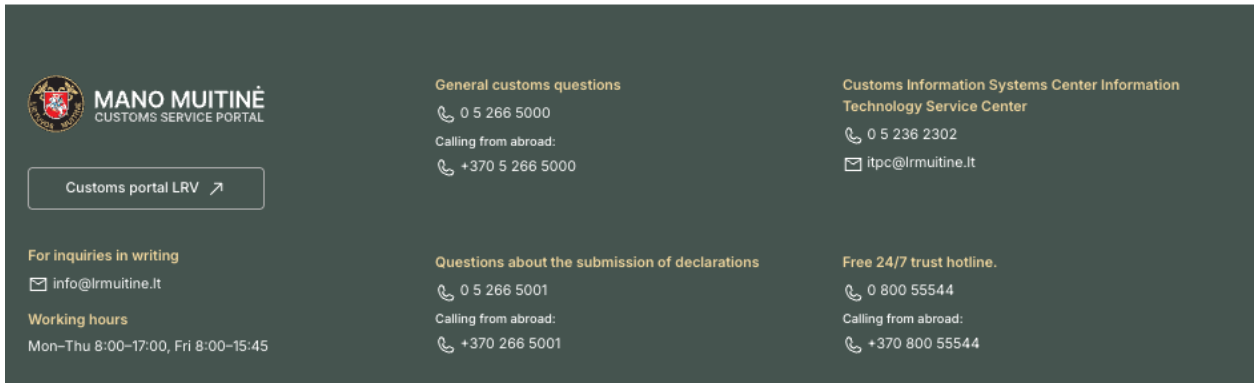 LIETUVOS MUITINĖ
MANO MUITINĖ
CUSTOMS SERVICE PORTAL
Customs portal LRV
For inquiries in writing
info@lrmuitine.lt
Working hours
Mon–Thu 8:00–17:00, Fri 8:00–15:45
General customs questions
0 5 266 5000
Calling from abroad:
+370 5 266 5000
Questions about the submission of declarations
0 5 266 5001
Calling from abroad:
+370 266 5001
Customs Information Systems Center Information
Technology Service Center
0 5 236 2302
itpc@lrmuitine.lt
Free 24/7 trust hotline.
0 800 55544
Calling from abroad:
+370 800 55544